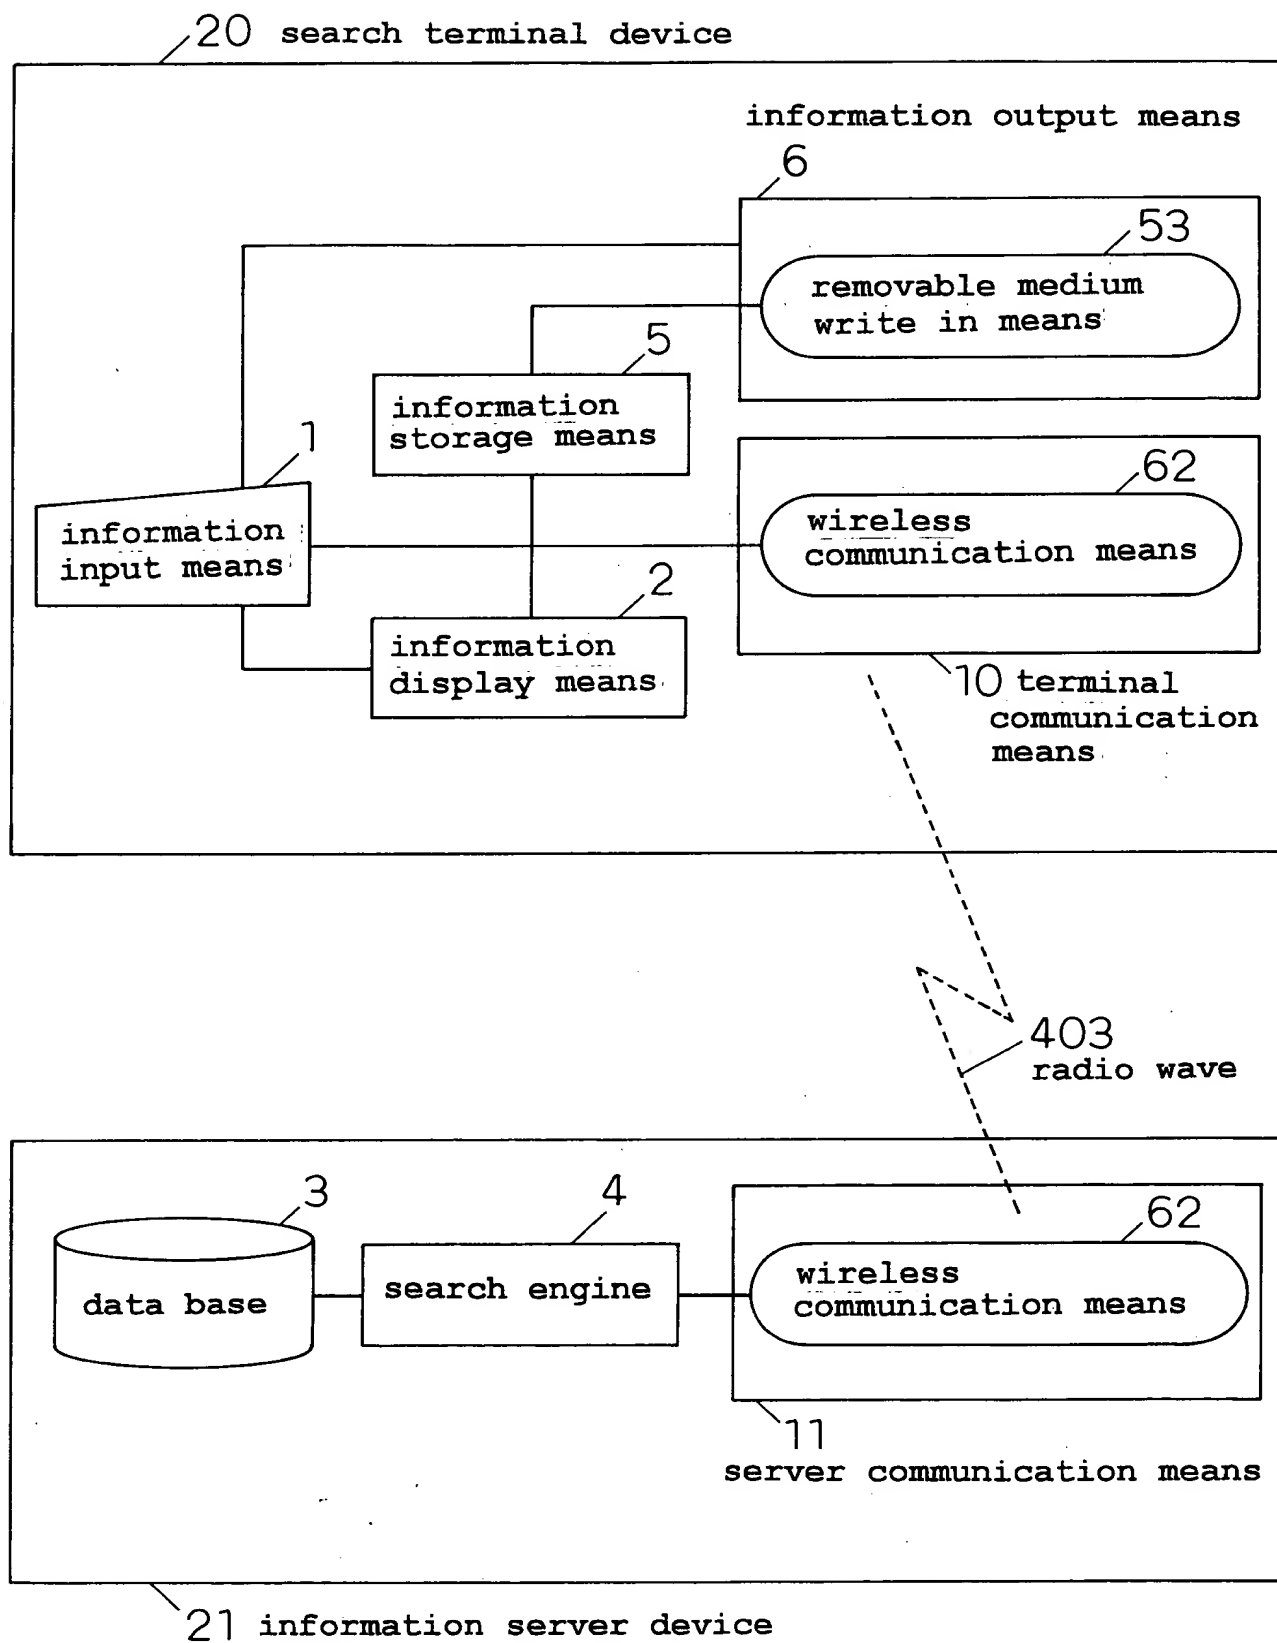 20 search terminal device
information output means
6
53
removable medium
write in means
5
information
storage means
1
information
input means
62
wireless
communication means
2
information
display means
10 terminal
communication
means
403
radio wave
3
data base
4
search engine
62
wireless
communication means
11
server communication means
21 information server device